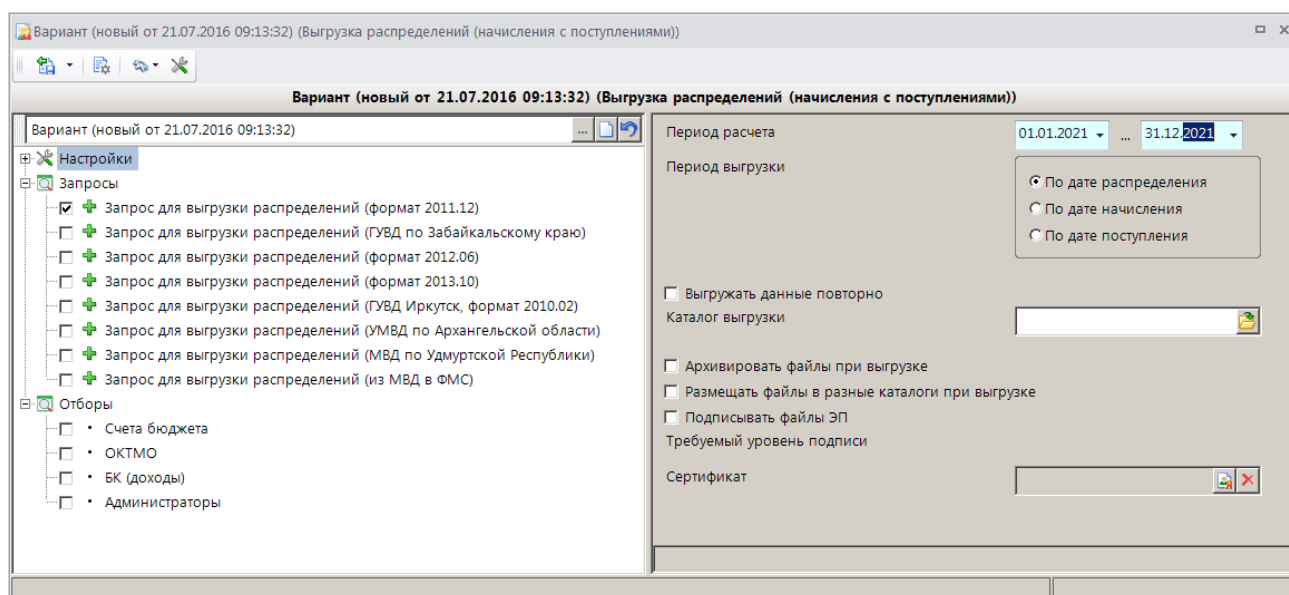 Вариант (новый от 21.07.2016 09:13:32) (Выгрузка распределений (начисления с поступлениями))
Вариант (новый от 21.07.2016 09:13:32) (Выгрузка распределений (начисления с поступлениями))
Вариант (новый от 21.07.2016 09:13:32)
...
Настройки
Запросы
Запрос для выгрузки распределений (формат 2011.12)
Запрос для выгрузки распределений (ГУВД по Забайкальскому краю)
Запрос для выгрузки распределений (формат 2012.06)
Запрос для выгрузки распределений (формат 2013.10)
Запрос для выгрузки распределений (ГУВД Иркутск, формат 2010.02)
Запрос для выгрузки распределений (УМВД по Архангельской области)
Запрос для выгрузки распределений (МВД по Удмуртской Республики)
Запрос для выгрузки распределений (из МВД в ФМС)
Отборы
Счета бюджета
ОКТМО
БК (доходы)
Администраторы
Период расчета 01.01.2021 ... 31.12.2021
Период выгрузки
По дате распределения
По дате начисления
По дате поступления
Выгружать данные повторно
Каталог выгрузки
Архивировать файлы при выгрузке
Размещать файлы в разные каталоги при выгрузке
Подписывать файлы ЭП
Требуемый уровень подписи
Сертификат